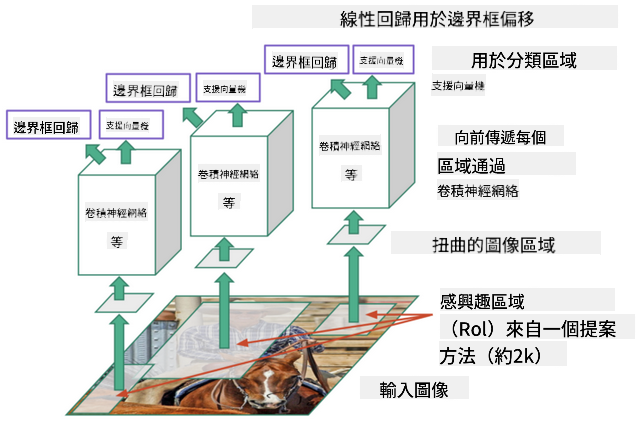 線性回歸用於邊界框偏移
邊界框回歸
支援向量機
用於分類區域
支援向量機
邊界框回歸
支援向量機
邊界框回歸
支援向量機
向前傳遞每個
區域通過
卷積神經網絡
卷積神經網絡
等
卷積神經網絡
等
卷積神經網絡
等
扭曲的圖像區域
感興趣區域
（Rol）來自一個提案
方法（約2k）
輸入圖像